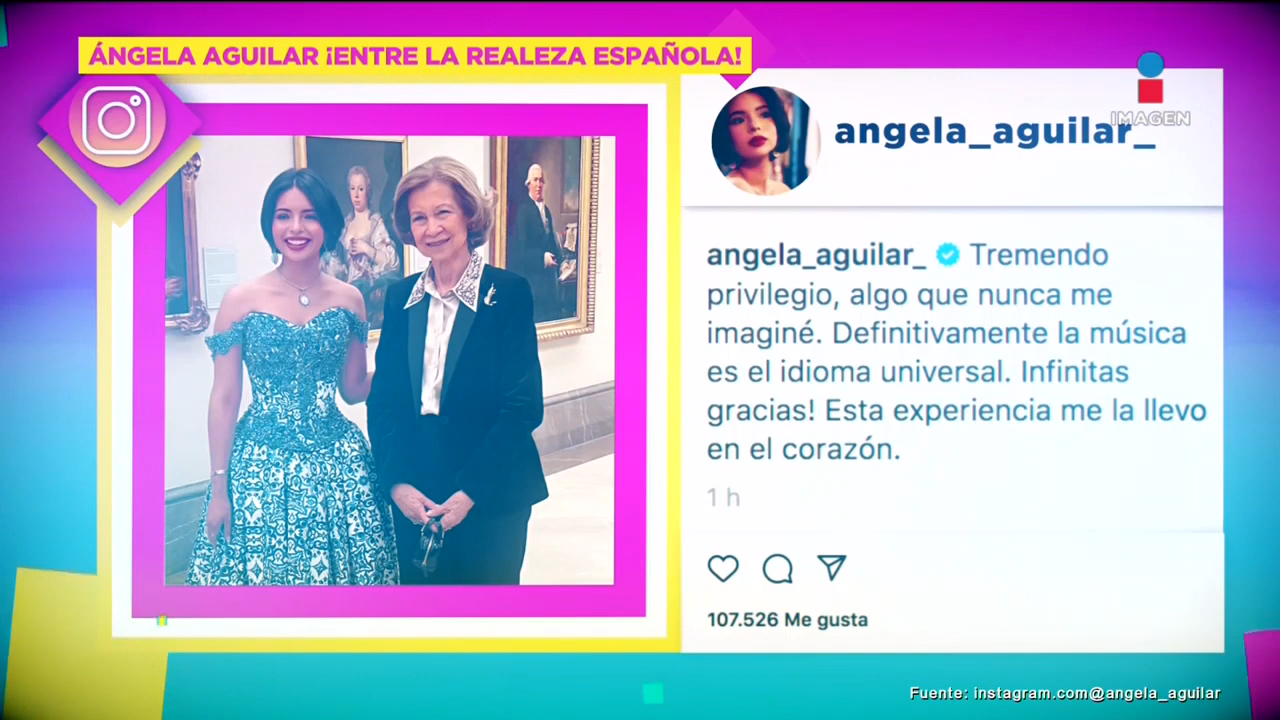 ÁNGELA AGUILAR ¡ENTRE LA REALEZA ESPAÑOLA!
IMAGEN
angela_aguilar_
angela_aguilar_ Tremendo
privilegio, algo que nunca me
imaginé. Definitivamente la música
es el idioma universal. Infinitas
gracias! Esta experiencia me la llevo
en el corazón.
1 h
107.526 Me gusta
Fuente: instagram.com@angela_aguilar